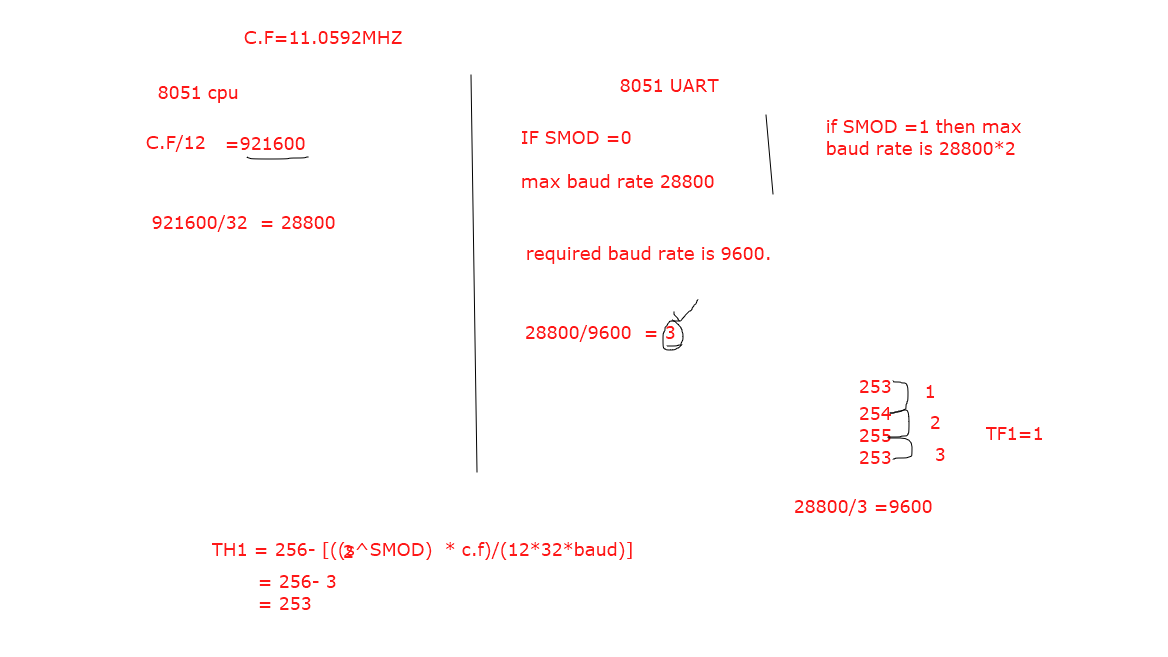 C.F=11.0592MHZ
8051 cpu
C.F/12 =921600
921600/32 = 28800
8051 UART
IF SMOD =0
max baud rate 28800
if SMOD =1 then max
baud rate is 28800*2
required baud rate is 9600.
28800/9600 = 3
253
254
255
253
1
2
3
TF1=1
28800/3 =9600
TH1 = 256- [((2^SMOD) * c.f)/(12*32*baud)]
= 256- 3
= 253